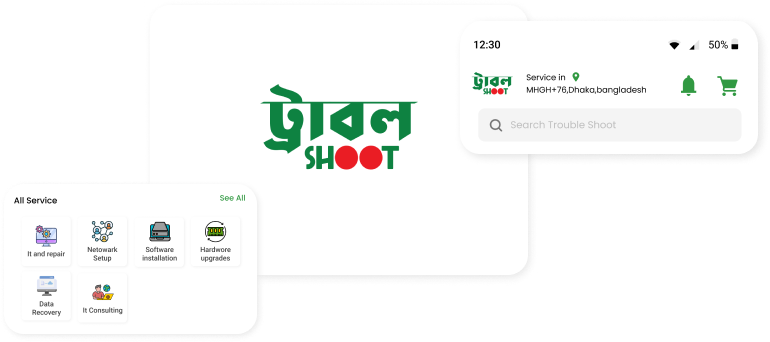 12:30
50%
Service in
MHGH+76,Dhaka,bangladesh
ট্রাবল
SHOOT
Search Trouble Shoot
ট্রাবল
SHOOT
All Service
See All
It and repair
Netowark
Setup
Software
installation
Hardwore
upgrades
Data
Recovery
It Consulting